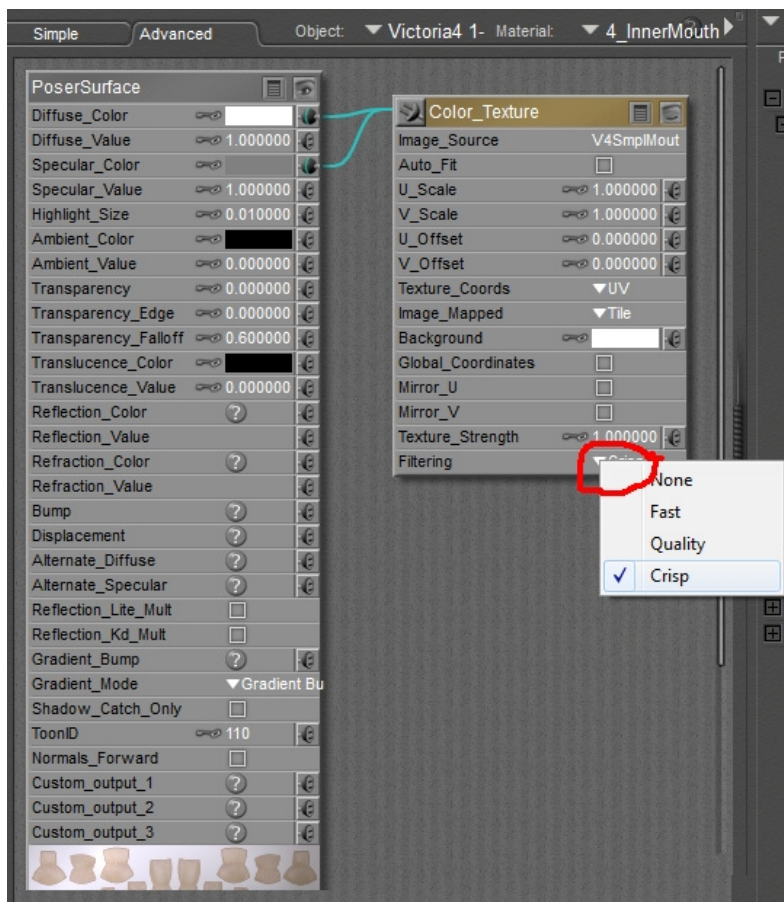 Simple Advanced Object: Victoria4 1- Material: 4_InnerMouth
PoserSurface
Diffuse_Color
Diffuse_Value 1.000000
Specular_Color
Specular_Value 1.000000
Highlight_Size 0.010000
Ambient_Color
Ambient_Value 0.000000
Transparency 0.000000
Transparency_Edge 0.000000
Transparency_Falloff 0.600000
Translucence_Color
Translucence_Value 0.000000
Reflection_Color ?
Reflection_Value
Refraction_Color ?
Refraction_Value
Bump ?
Displacement ?
Alternate_Diffuse ?
Alternate_Specular ?
Reflection_Lite_Mult
Reflection_Kd_Mult
Gradient_Bump ?
Gradient_Mode Gradient Bu
Shadow_Catch_Only
ToonID 110
Normals_Forward
Custom_output_1 ?
Custom_output_2 ?
Custom_output_3 ?
Color_Texture
Image_Source V4SmplMout
Auto_Fit
U_Scale 1.000000
V_Scale 1.000000
U_Offset 0.000000
V_Offset 0.000000
Texture_Coords UV
Image_Mapped Tile
Background
Global_Coordinates
Mirror_U
Mirror_V
Texture_Strength 1.000000
Filtering
None
Fast
Quality
Crisp